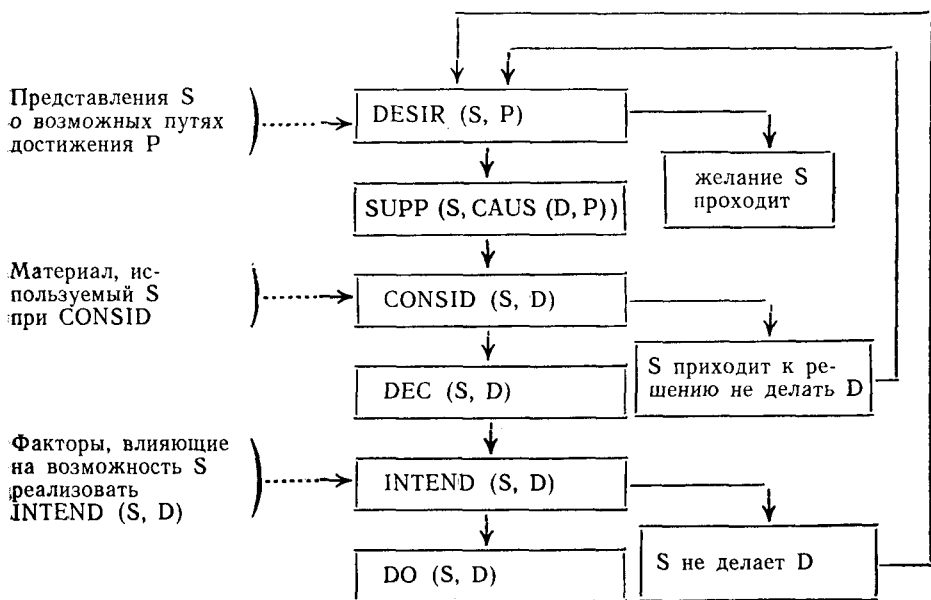 Представления S
о возможных путях
достижения P
DESIR (S, P)
желание S
проходит
SUPP (S, CAUS (D, P))
Материал, ис-
пользуемый S
при CONSID
CONSID (S, D)
S приходит к ре-
шению не делать D
DEC (S, D)
Факторы, влияющие
на возможность S
реализовать
INTEND (S, D)
INTEND (S, D)
S не делает D
DO (S, D)